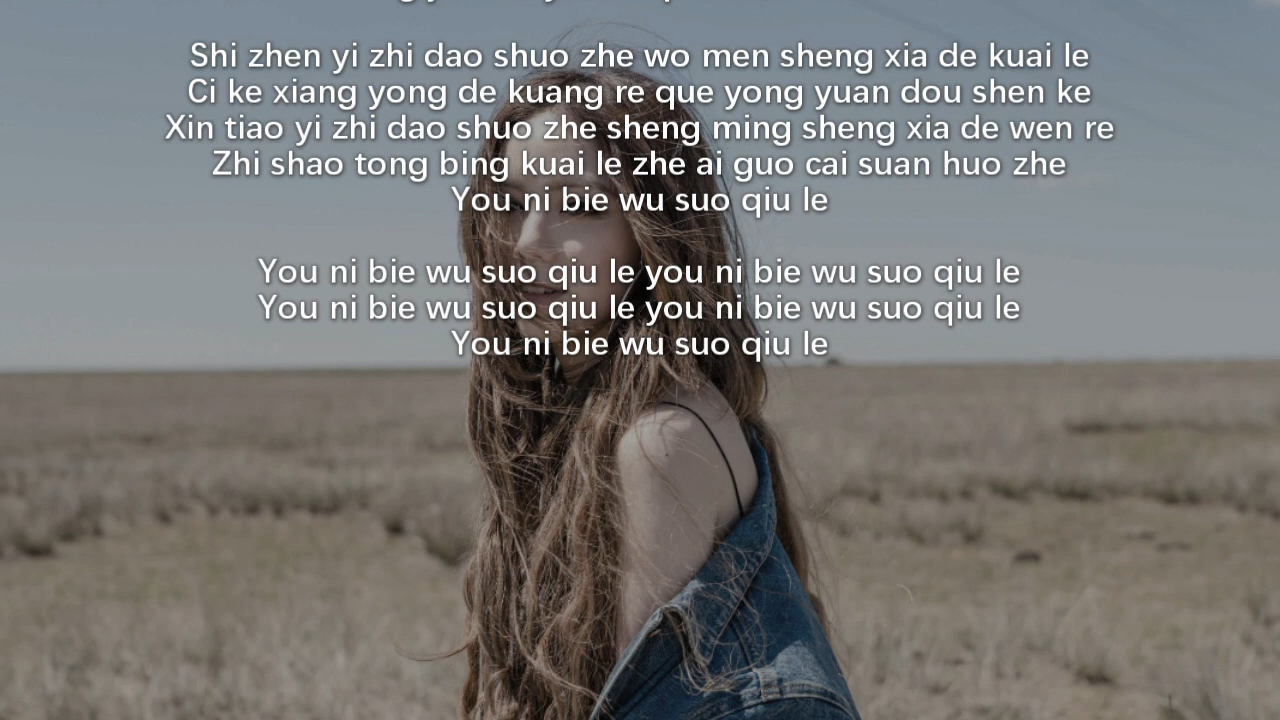 Shi zhen yi zhi dao shuo zhe wo men sheng xia de kuai le
Ci ke xiang yong de kuang re que yong yuan dou shen ke
Xin tiao yi zhi dao shuo zhe sheng ming sheng xia de wen re
Zhi shao tong bing kuai le zhe ai guo cai suan huo zhe
You ni bie wu suo qiu le
You ni bie wu suo qiu le you ni bie wu suo qiu le
You ni bie wu suo qiu le you ni bie wu suo qiu le
You ni bie wu suo qiu le